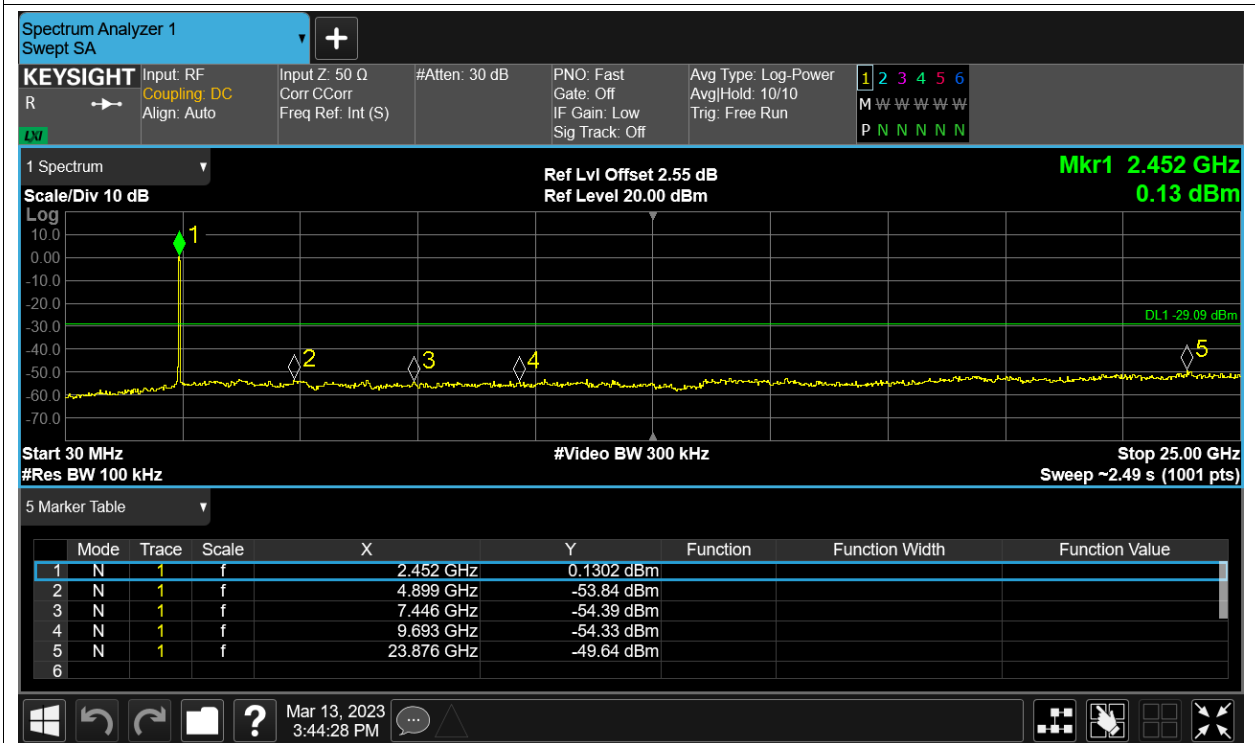 Spectrum Analyzer 1
Swept SA
KEYSIGHT
R
LXI
Input: RF
Coupling: DC
Align: Auto
Input Z: 50 Ω
Corr CCorr
Freq Ref: Int (S)
#Atten: 30 dB
PNO: Fast
Gate: Off
IF Gain: Low
Sig Track: Off
Avg Type: Log-Power
Avg|Hold: 10/10
Trig: Free Run
1 2 3 4 5 6
M W W W W W
P N N N N N
1 Spectrum
Scale/Div 10 dB
Ref Lvl Offset 2.55 dB
Ref Level 20.00 dBm
Mkr1 2.452 GHz
0.13 dBm
Log
10.0
0.00
-10.0
-20.0
-30.0
-40.0
-50.0
-60.0
-70.0
1
2
3
4
5
DL1 -29.09 dBm
Start 30 MHz
#Video BW 300 kHz
Stop 25.00 GHz
#Res BW 100 kHz
Sweep ~2.49 s (1001 pts)
5 Marker Table
Mode Trace Scale X Y Function Function Width Function Value
1 N 1 f 2.452 GHz 0.1302 dBm
2 N 1 f 4.899 GHz -53.84 dBm
3 N 1 f 7.446 GHz -54.39 dBm
4 N 1 f 9.693 GHz -54.33 dBm
5 N 1 f 23.876 GHz -49.64 dBm
6
?
Mar 13, 2023
3:44:28 PM